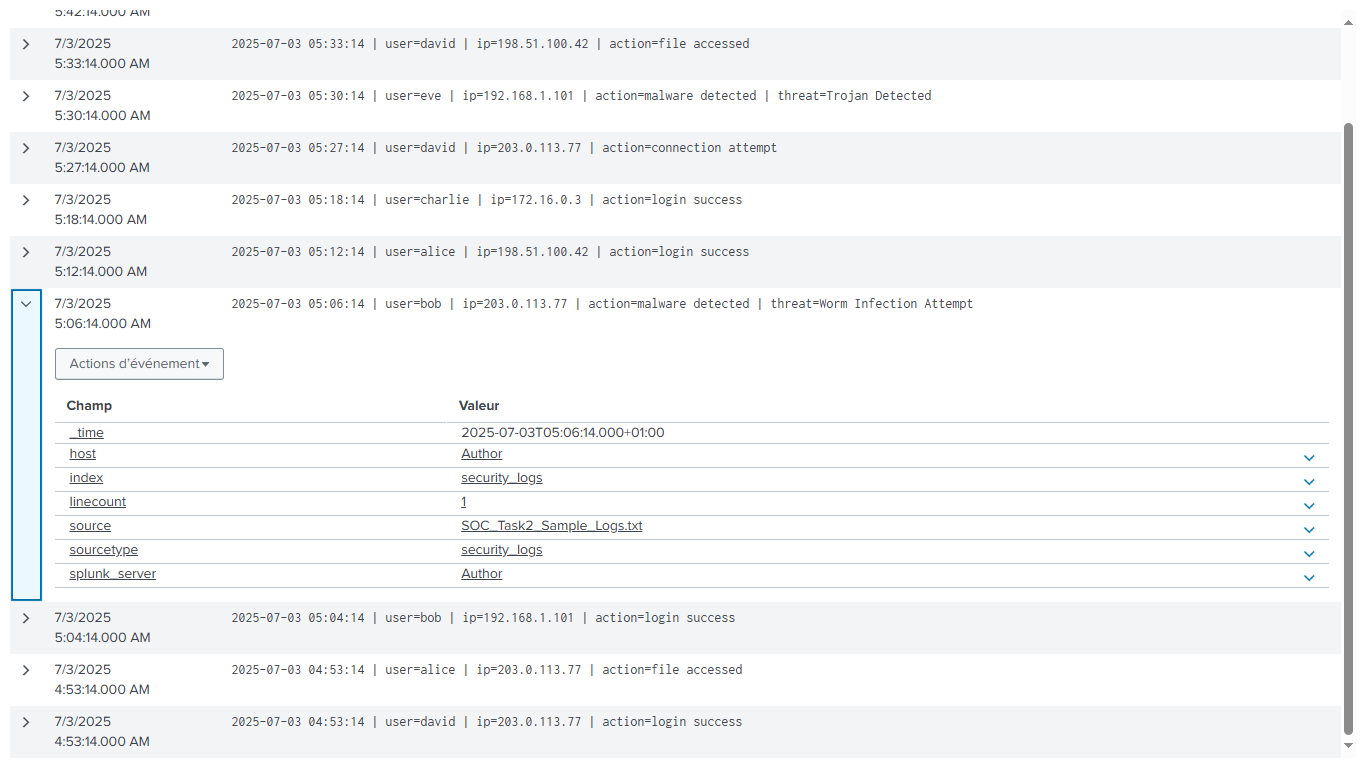 5:42:14.000 AM
7/3/2025 2025-07-03 05:33:14 | user=david | ip=198.51.100.42 | action=file accessed
5:33:14.000 AM
7/3/2025 2025-07-03 05:30:14 | user=eve | ip=192.168.1.101 | action=malware detected | threat=Trojan Detected
5:30:14.000 AM
7/3/2025 2025-07-03 05:27:14 | user=david | ip=203.0.113.77 | action=connection attempt
5:27:14.000 AM
7/3/2025 2025-07-03 05:18:14 | user=charlie | ip=172.16.0.3 | action=login success
5:18:14.000 AM
7/3/2025 2025-07-03 05:12:14 | user=alice | ip=198.51.100.42 | action=login success
5:12:14.000 AM
7/3/2025 2025-07-03 05:06:14 | user=bob | ip=203.0.113.77 | action=malware detected | threat=Worm Infection Attempt
5:06:14.000 AM
Actions d'événement
Champ Valeur
_time 2025-07-03T05:06:14.000+01:00
host Author
index security_logs
linecount 1
source SOC_Task2_Sample_Logs.txt
sourcetype security_logs
splunk_server Author
7/3/2025 2025-07-03 05:04:14 | user=bob | ip=192.168.1.101 | action=login success
5:04:14.000 AM
7/3/2025 2025-07-03 04:53:14 | user=alice | ip=203.0.113.77 | action=file accessed
4:53:14.000 AM
7/3/2025 2025-07-03 04:53:14 | user=david | ip=203.0.113.77 | action=login success
4:53:14.000 AM